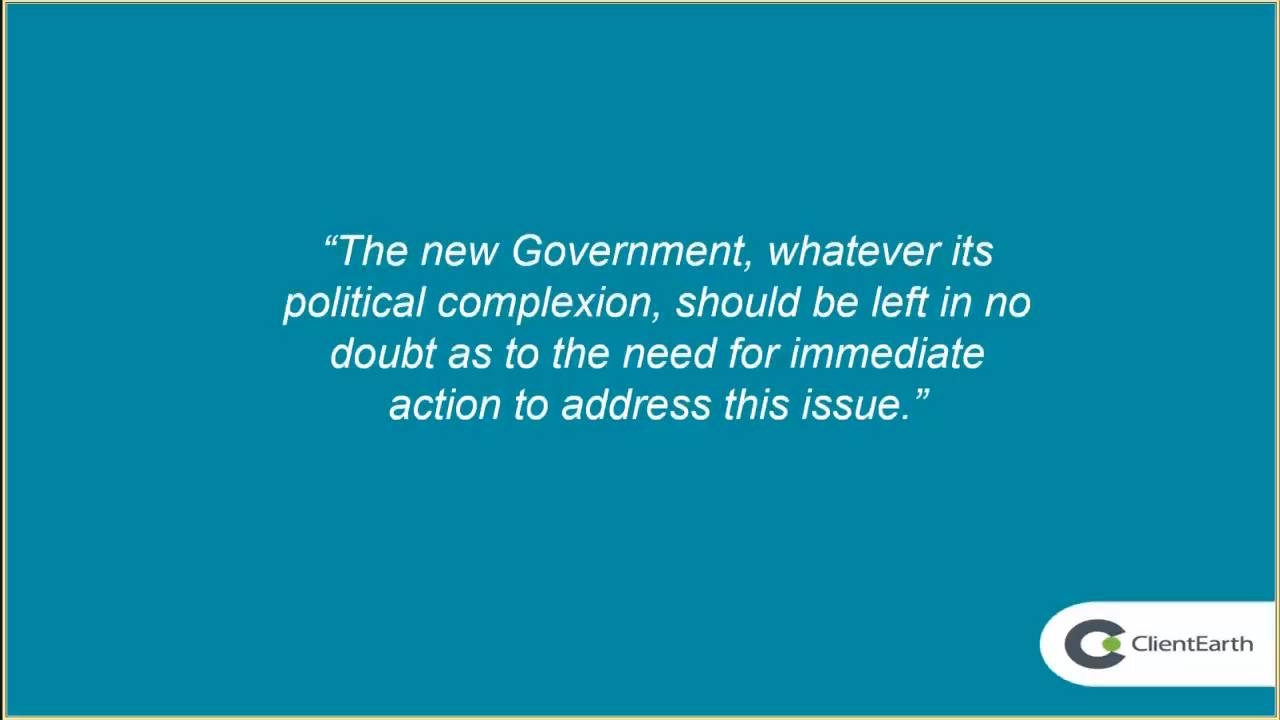 “The new Government, whatever its
political complexion, should be left in no
doubt as to the need for immediate
action to address this issue.”
ClientEarth